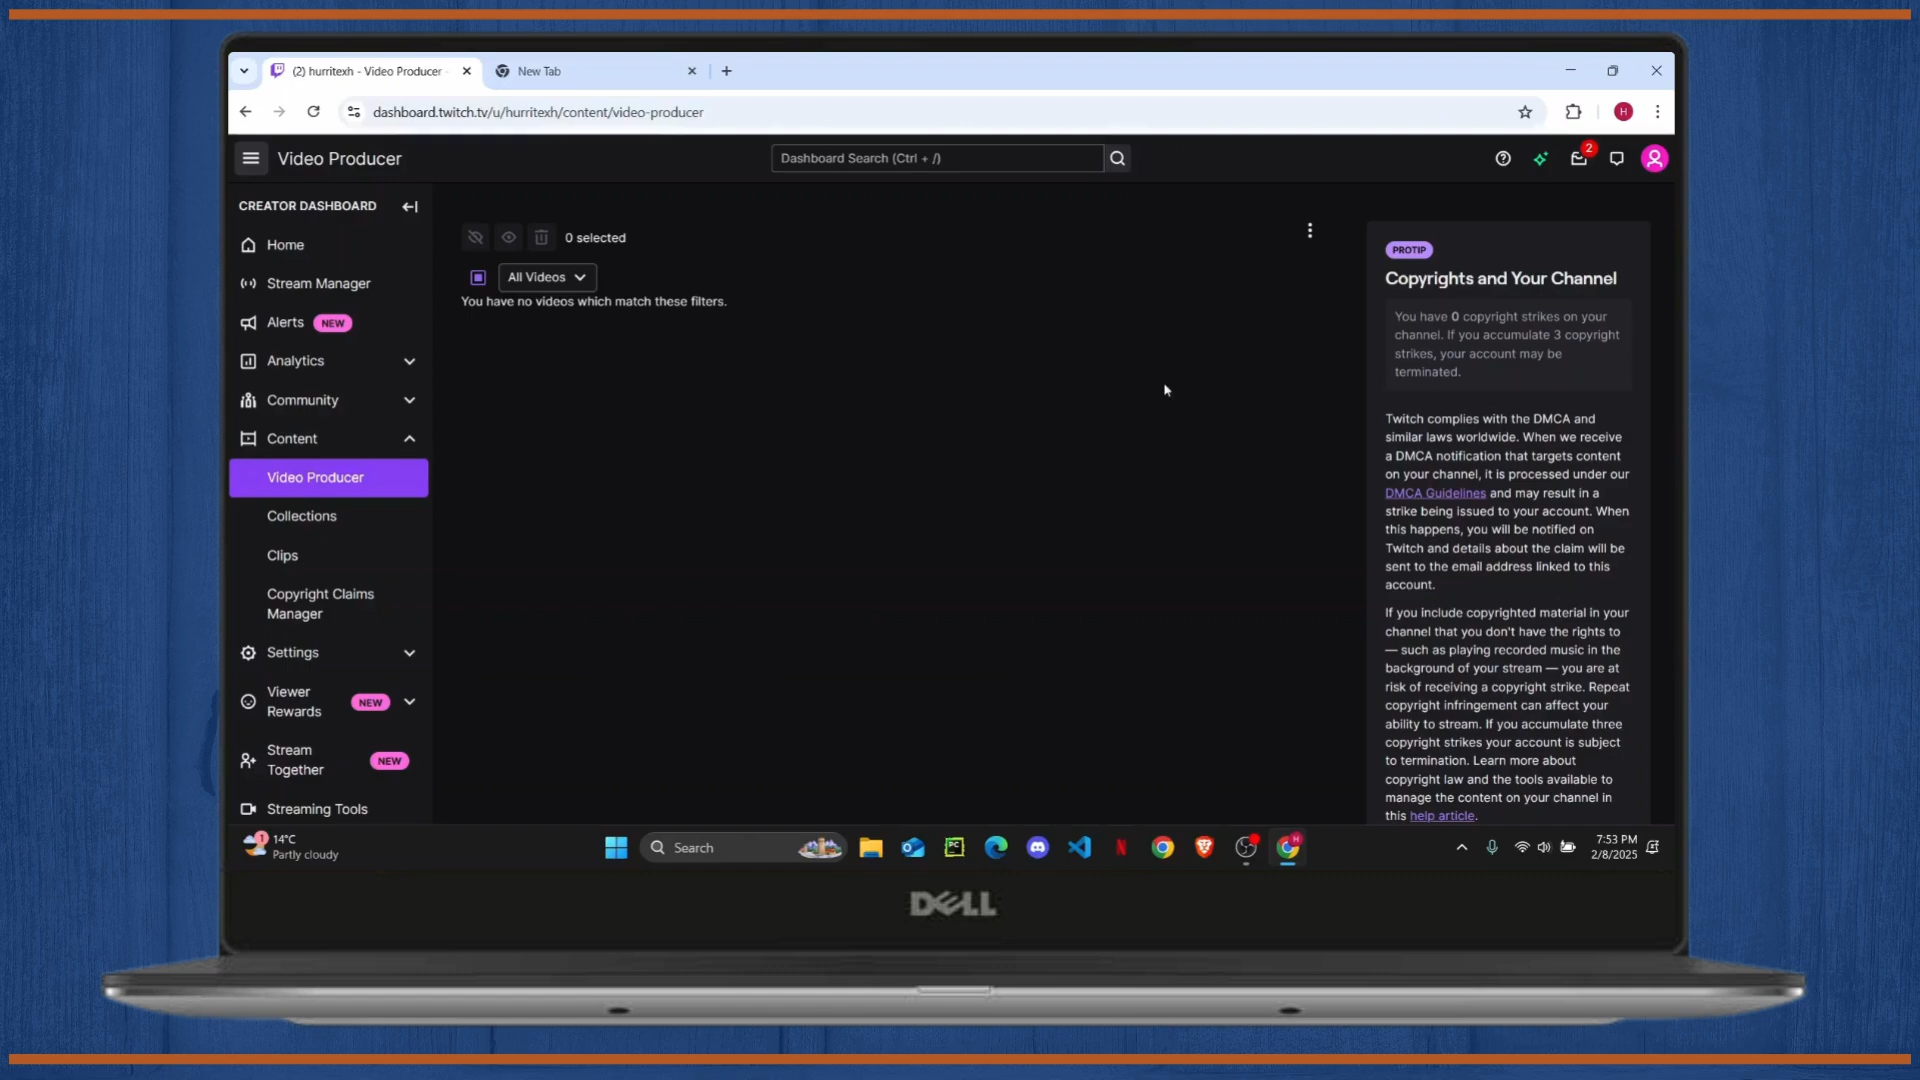 (2) hurritexh - Video Producer
New Tab
dashboard.twitch.tv/u/hurritexh/content/video-producer
H
Video Producer
Dashboard Search (Ctrl + /)
2
CREATOR DASHBOARD
Home
Stream Manager
Alerts NEW
Analytics
Community
Content
Video Producer
Collections
Clips
Copyright Claims
Manager
Settings
Viewer
Rewards
NEW
Stream
Together
NEW
Streaming Tools
0 selected
All Videos
You have no videos which match these filters.
PROTIP
Copyrights and Your Channel
You have 0 copyright strikes on your
channel. If you accumulate 3 copyright
strikes, your account may be
terminated.
Twitch complies with the DMCA and
similar laws worldwide. When we receive
a DMCA notification that targets content
on your channel, it is processed under our
DMCA Guidelines and may result in a
strike being issued to your account. When
this happens, you will be notified on
Twitch and details about the claim will be
sent to the email address linked to this
account.
If you include copyrighted material in your
channel that you don't have the rights to
— such as playing recorded music in the
background of your stream — you are at
risk of receiving a copyright strike. Repeat
copyright infringement can affect your
ability to stream. If you accumulate three
copyright strikes your account is subject
to termination. Learn more about
copyright law and the tools available to
manage the content on your channel in
this help article.
1
14°C
Partly cloudy
Search
PC
N
H
7:53 PM
2/8/2025
DELL